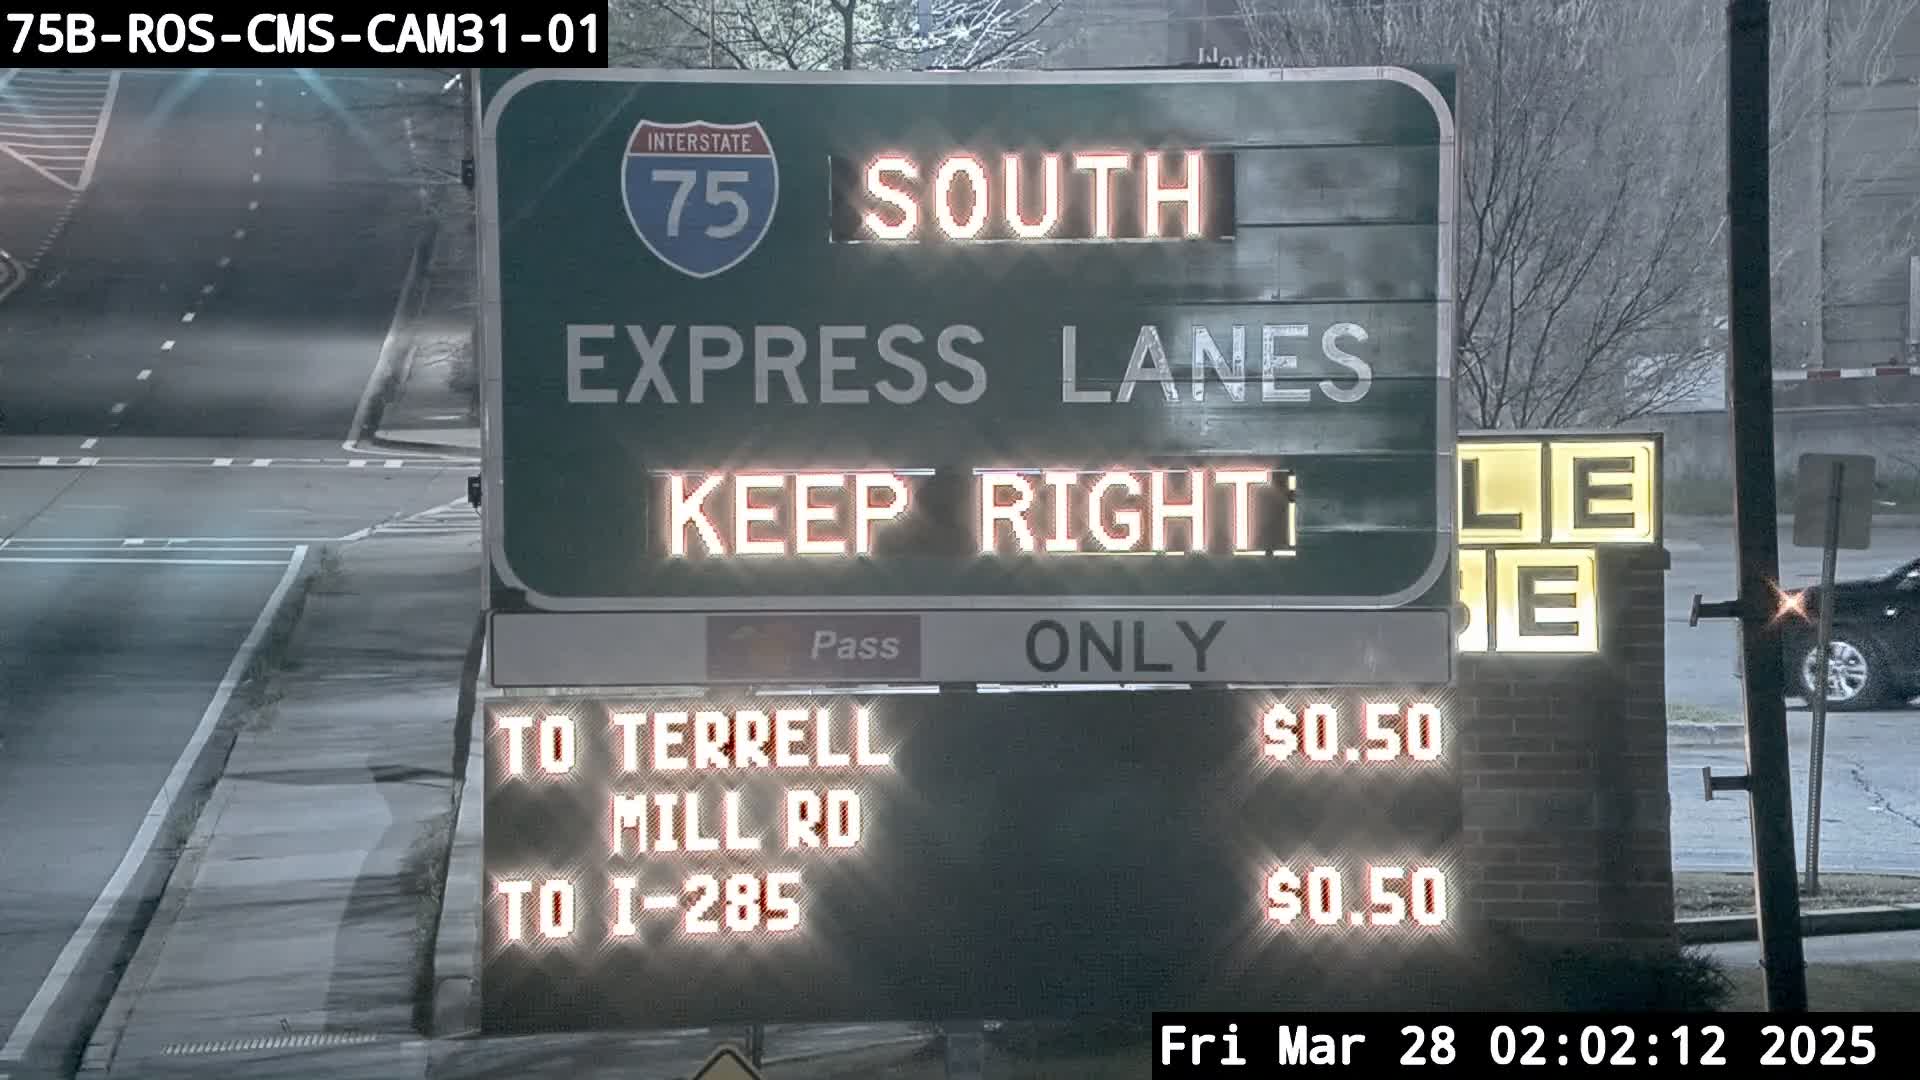 75B-ROS-CMS-CAM31-01
INTERSTATE
75
SOUTH
EXPRESS LANES
KEEP RIGHT
LE
E
Pass ONLY
TO TERRELL $0.50
MILL RD
TO I-285 $0.50
Fri Mar 28 02:02:12 2025